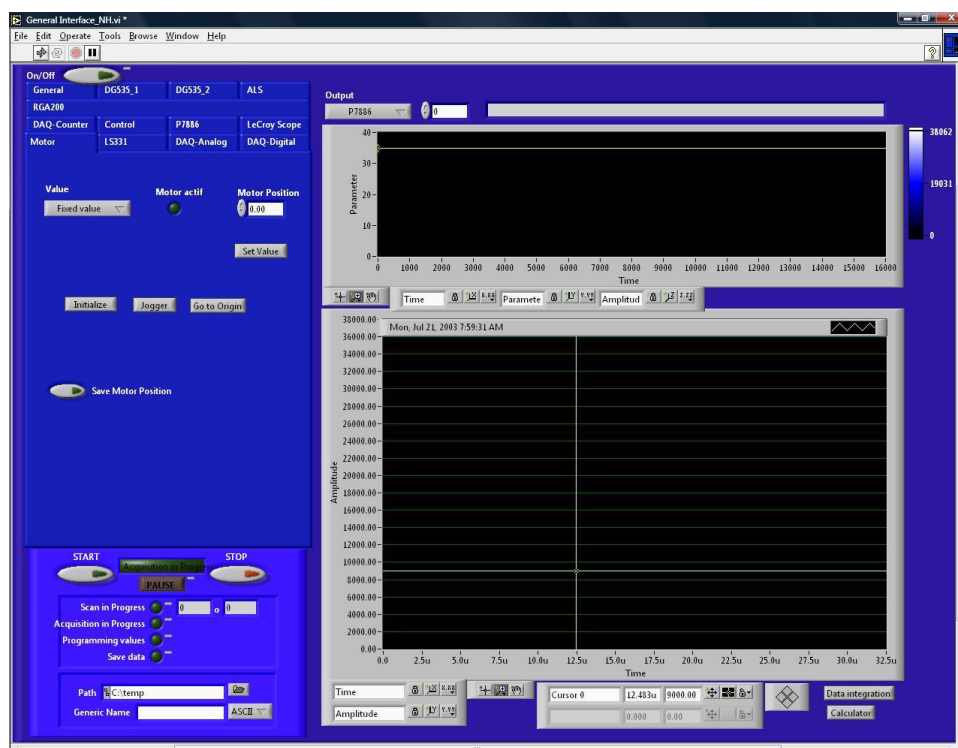 General Interface_NH.vi *
File Edit Operate Tools Browse Window Help
On/Off
General DG535_1 DG535_2 ALS
RGA200
DAQ-Counter Control P7886 LeCroy Scope
Motor LS331 DAQ-Analog DAQ-Digital
Value
Motor actif
Motor Position
Fixed value
0.00
Set Value
Initialize
Jogger
Go to Origin
Save Motor Position
START
STOP
Acquisition in Progress
PAUSE
Scan in Progress 0 o 0
Acquisition in Progress
Programming values
Save data
Path C:\temp
Generic Name ASCII
Output
P7886 0
40
30
20
10
0
Parameter
0 1000 2000 3000 4000 5000 6000 7000 8000 9000 10000 11000 12000 13000 14000 15000 16000
Time
38062
19031
0
Time Paramete Amplitud
38000.00
36000.00
34000.00
32000.00
30000.00
28000.00
26000.00
24000.00
22000.00
20000.00
18000.00
16000.00
14000.00
12000.00
10000.00
8000.00
6000.00
4000.00
2000.00
0.00
Amplitude
Mon, Jul 21, 2003 7:59:31 AM
0.0 2.5u 5.0u 7.5u 10.0u 12.5u 15.0u 17.5u 20.0u 22.5u 25.0u 27.5u 30.0u 32.5u
Time
Time
Amplitude
Cursor 0 12.483u 9000.00
0.000 0.00
Data integration
Calculator